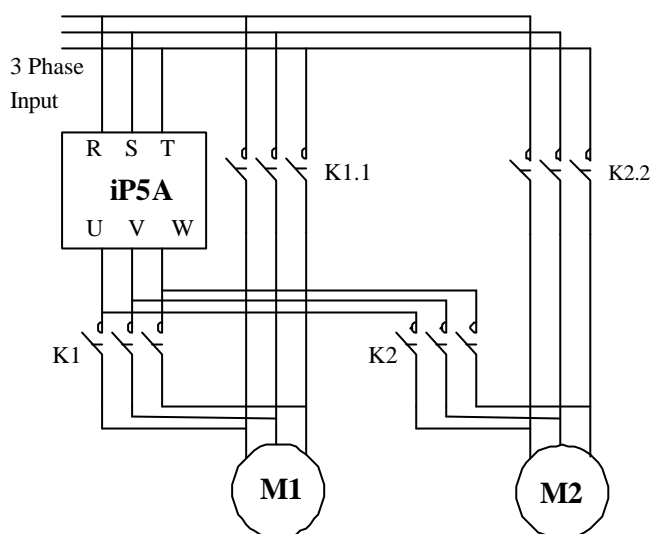 3 Phase
Input
R S T
iP5A
U V W
K1.1
K2.2
K1
K2
M1
M2